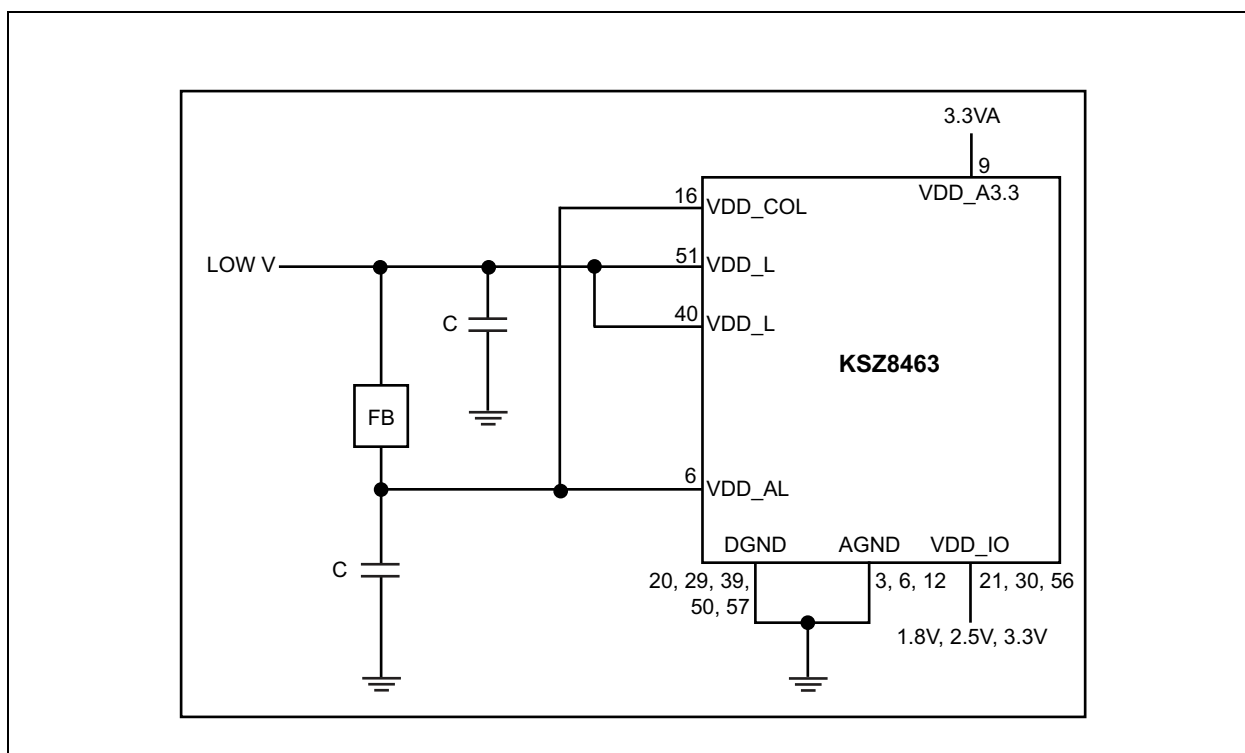 3.3VA
9
VDD_A3.3
16
VDD_COL
LOW V
51
VDD_L
C
40
VDD_L
KSZ8463
FB
6
VDD_AL
C
DGND
AGND
VDD_IO
20, 29, 39,
50, 57
3, 6, 12
21, 30, 56
1.8V, 2.5V, 3.3V